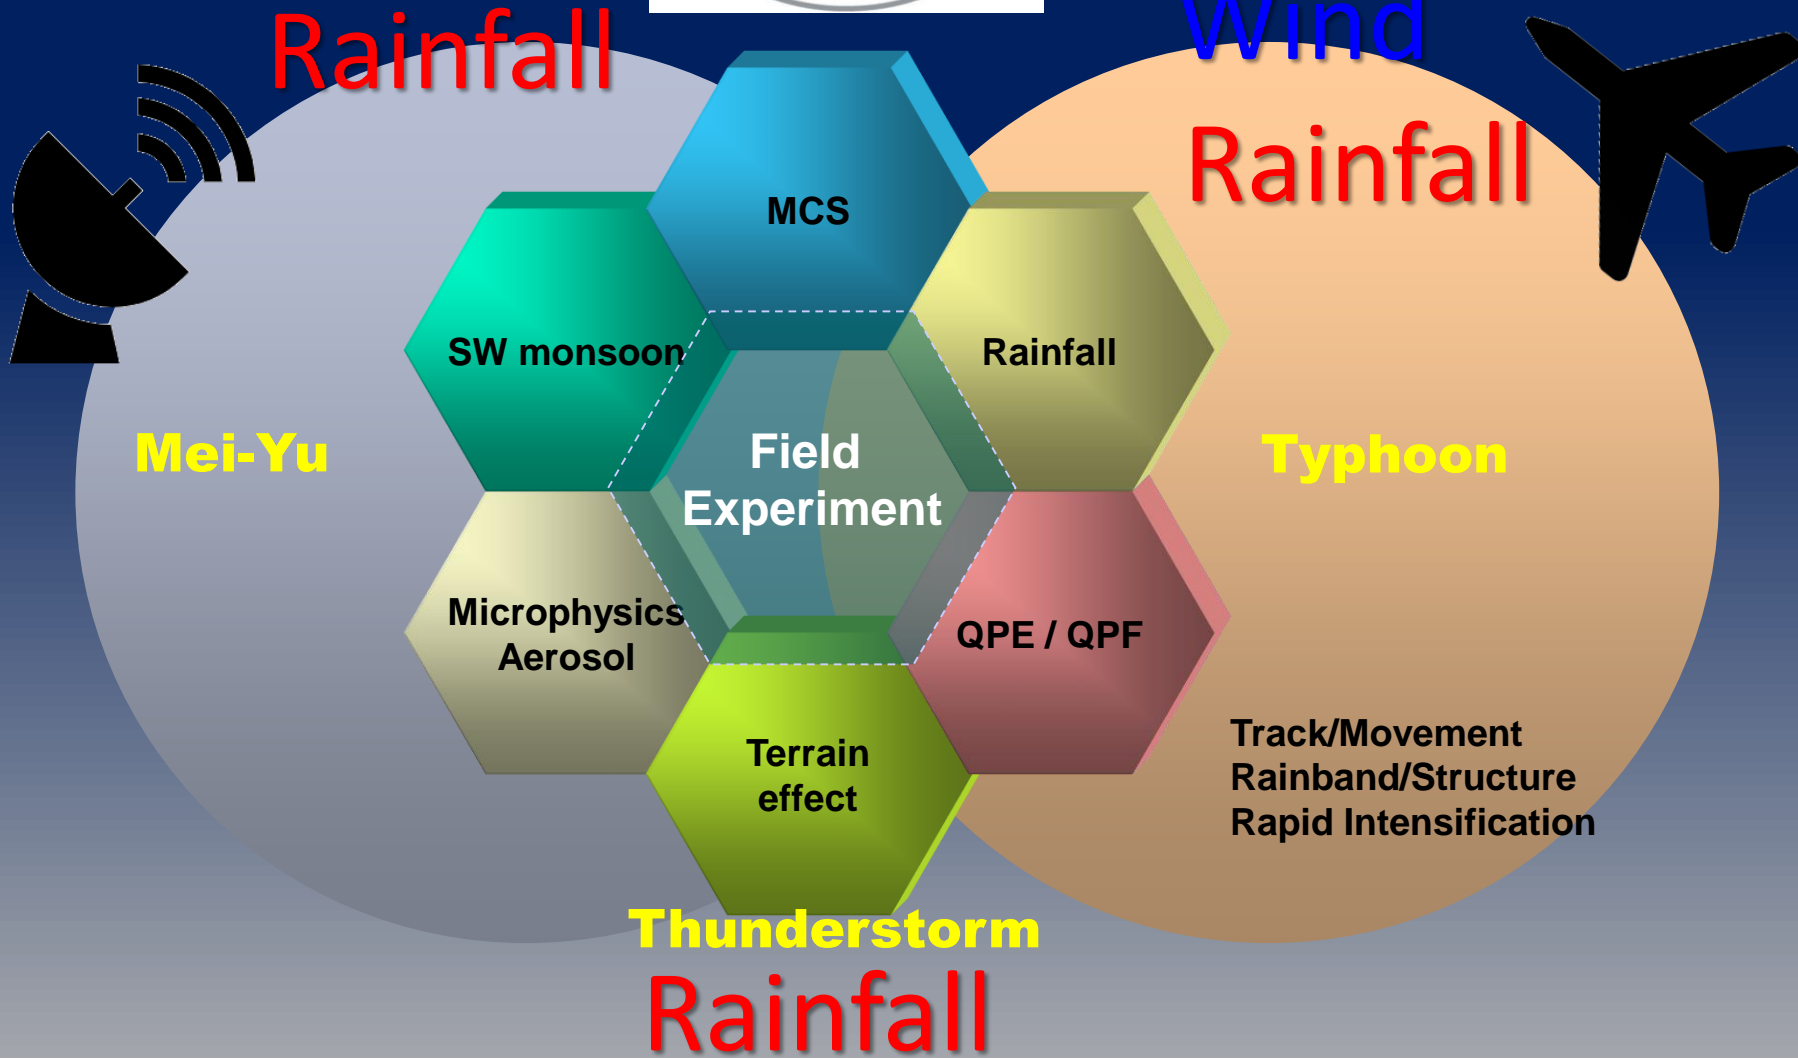 Rainfall
Wind
Rainfall
MCS
SW monsoon
Rainfall
Mei-Yu
Field
Experiment
Typhoon
Microphysics
Aerosol
QPE / QPF
Terrain
effect
Track/Movement
Rainband/Structure
Rapid Intensification
Thunderstorm
Rainfall